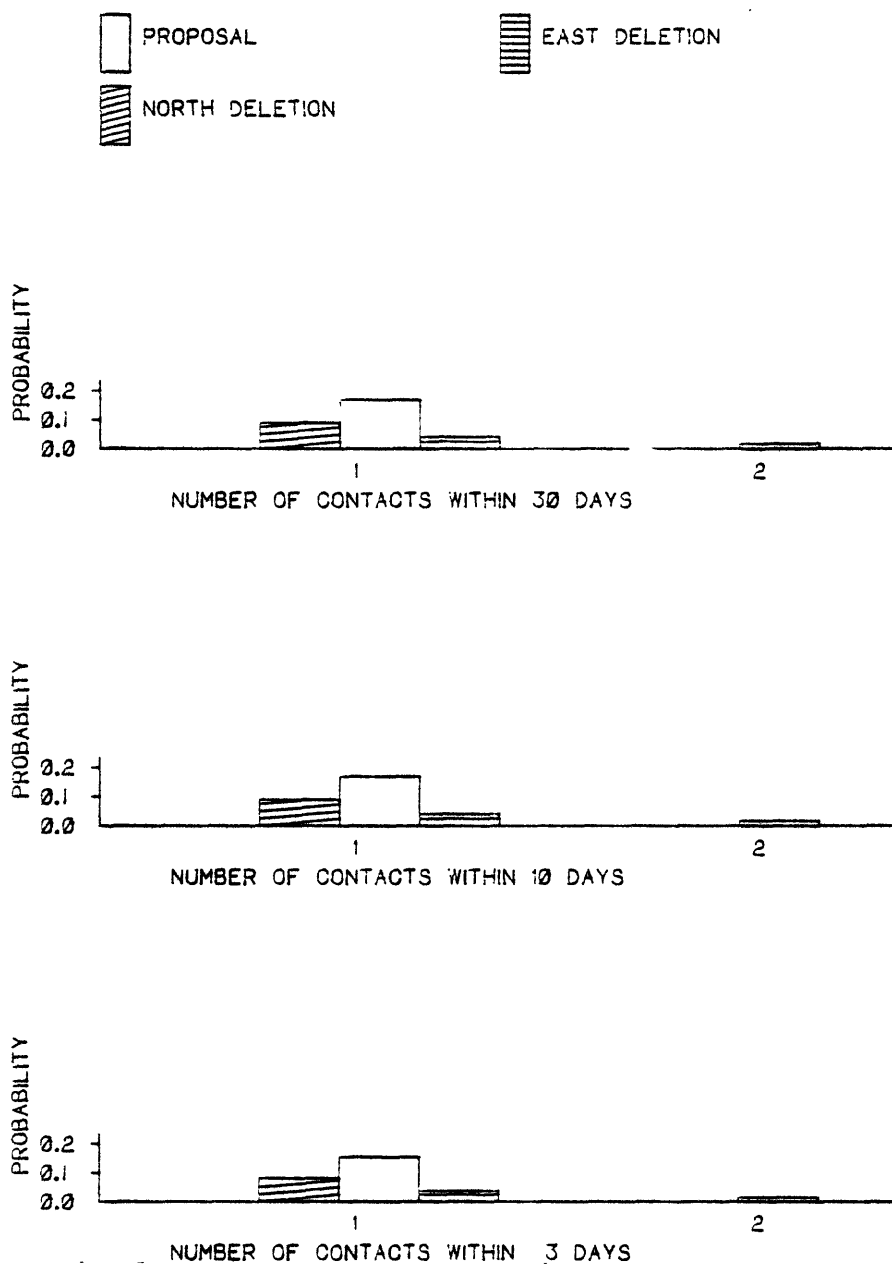 PROPOSAL
EAST DELETION
NORTH DELETION
PROBABILITY
0.2
0.1
0.0
1 2
NUMBER OF CONTACTS WITHIN 30 DAYS
PROBABILITY
0.2
0.1
0.0
1 2
NUMBER OF CONTACTS WITHIN 10 DAYS
PROBABILITY
0.2
0.1
0.0
1 2
NUMBER OF CONTACTS WITHIN 3 DAYS